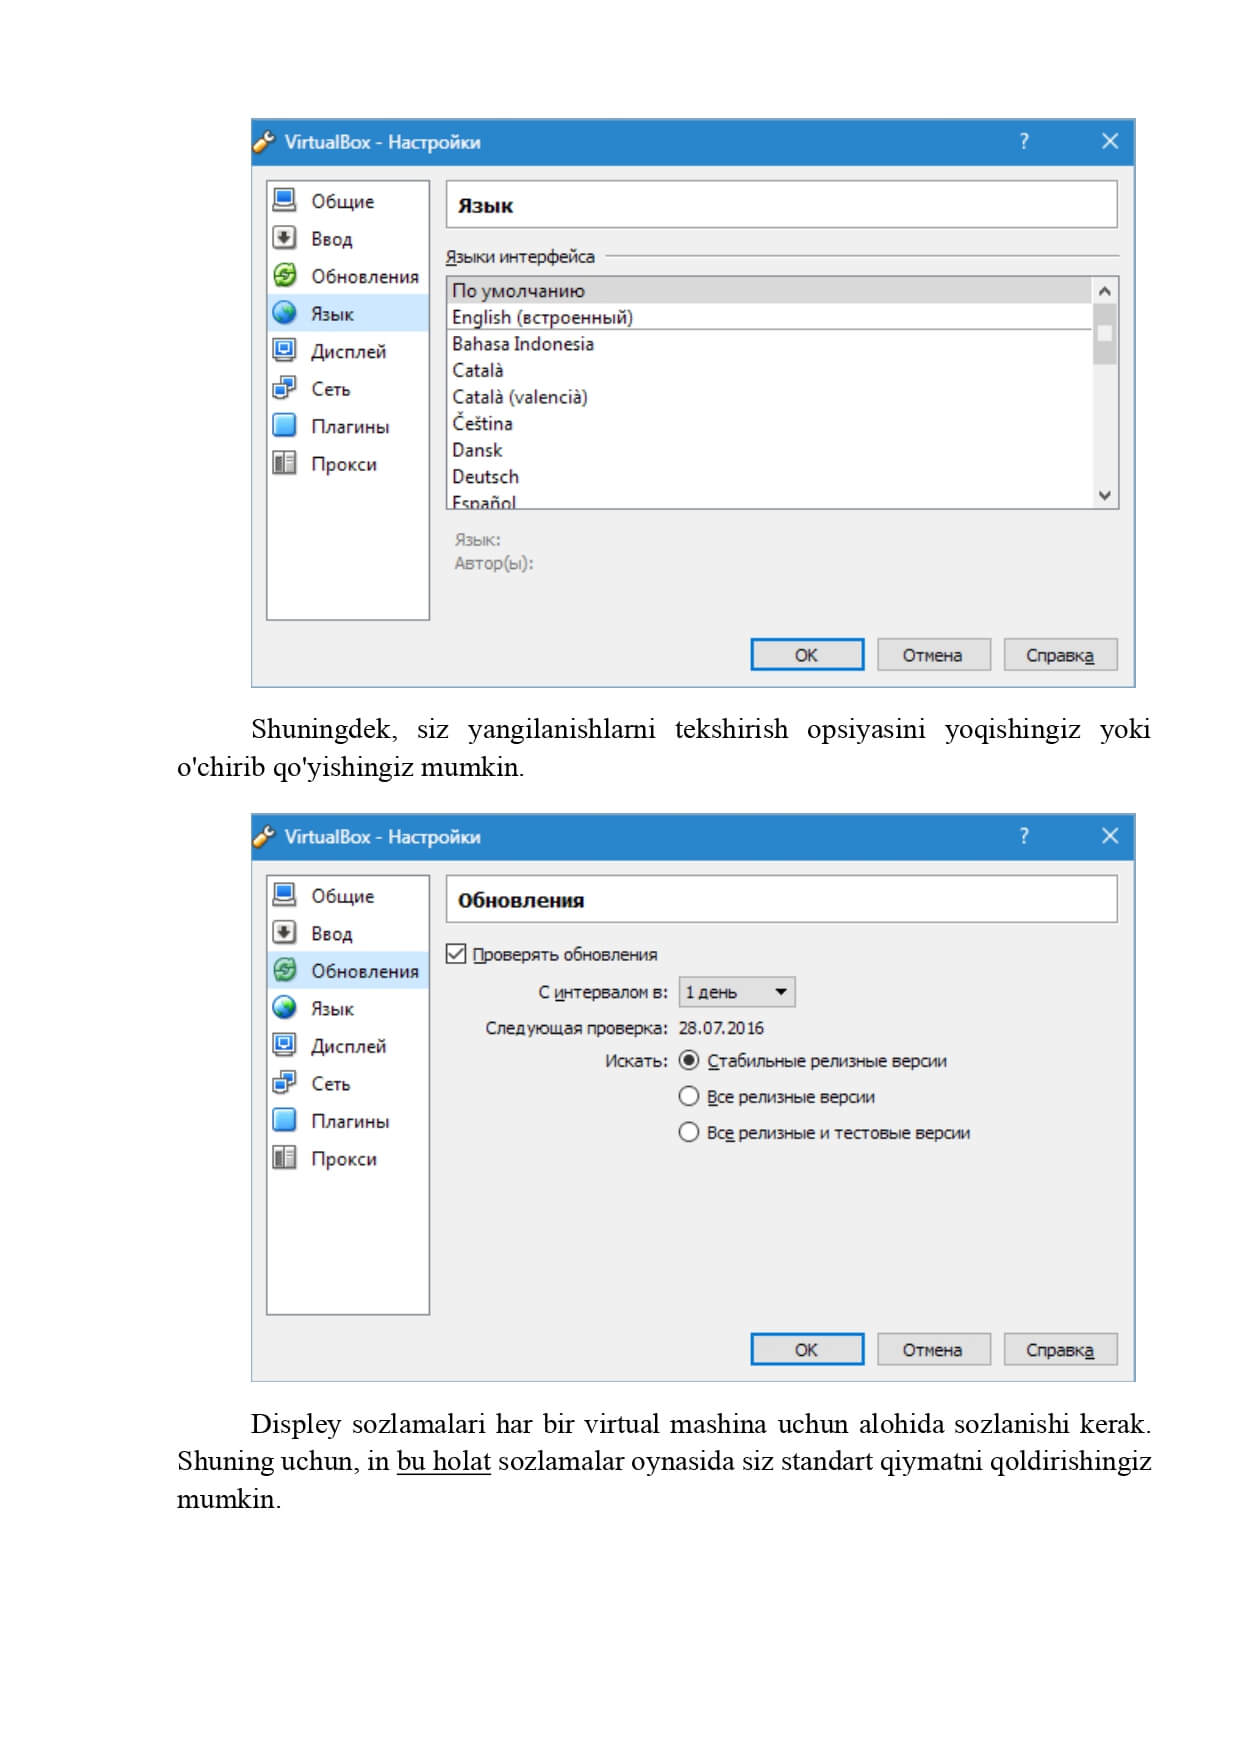 VirtualBox - Настройки
?
Общие
Ввод
Обновления
Язык
Дисплей
Сеть
Плагины
Прокси
Язык
Языки интерфейса
По умолчанию
English (встроенный)
Bahasa Indonesia
Català
Català (valencià)
Čeština
Dansk
Deutsch
Español
Язык:
Автор(ы):
OK Отмена Справка
Shuningdek, siz yangilanishlarni tekshirish opsiyasini yoqishingiz yoki
o'chirib qo'yishingiz mumkin.
VirtualBox - Настройки
?
Общие
Ввод
Обновления
Язык
Дисплей
Сеть
Плагины
Прокси
Обновления
Проверять обновления
С интервалом в: 1 день
Следующая проверка: 28.07.2016
Искать: Стабильные релизные версии
Все релизные версии
Все релизные и тестовые версии
OK Отмена Справка
Displey sozlamalari har bir virtual mashina uchun alohida sozlanishi kerak.
Shuning uchun, in bu holat sozlamalar oynasida siz standart qiymatni qoldirishingiz
mumkin.